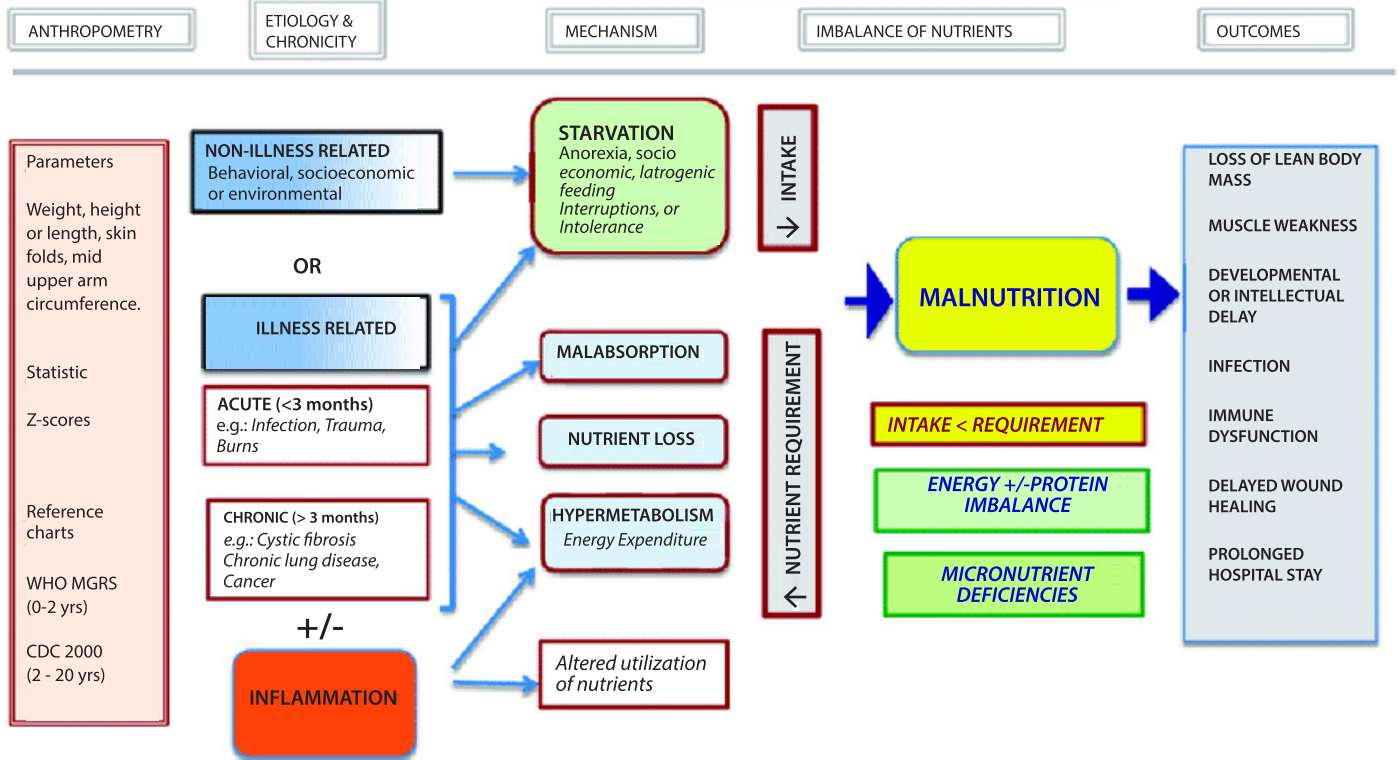 ANTHROPOMETRY
ETIOLOGY &
CHRONICITY
MECHANISM
IMBALANCE OF NUTRIENTS
OUTCOMES
Parameters
Weight, height
or length, skin
folds, mid
upper arm
circumference.
Statistic
Z-scores
Reference
charts
WHO MGRS
(0-2 yrs)
CDC 2000
(2 - 20 yrs)
NON-ILLNESS RELATED
Behavioral, socioeconomic
or environmental
OR
ILLNESS RELATED
ACUTE (<3 months)
e.g.: Infection, Trauma,
Burns
CHRONIC (> 3 months)
e.g.: Cystic fibrosis
Chronic lung disease,
Cancer
+/-
INFLAMMATION
STARVATION
Anorexia, socio
economic, Iatrogenic
feeding
Interruptions, or
Intolerance
MALABSORPTION
NUTRIENT LOSS
HYPERMETABOLISM
Energy Expenditure
Altered utilization
of nutrients
→ INTAKE
← NUTRIENT REQUIREMENT
MALNUTRITION
INTAKE < REQUIREMENT
ENERGY +/-PROTEIN
IMBALANCE
MICRONUTRIENT
DEFICIENCIES
LOSS OF LEAN BODY
MASS
MUSCLE WEAKNESS
DEVELOPMENTAL
OR INTELLECTUAL
DELAY
INFECTION
IMMUNE
DYSFUNCTION
DELAYED WOUND
HEALING
PROLONGED
HOSPITAL STAY